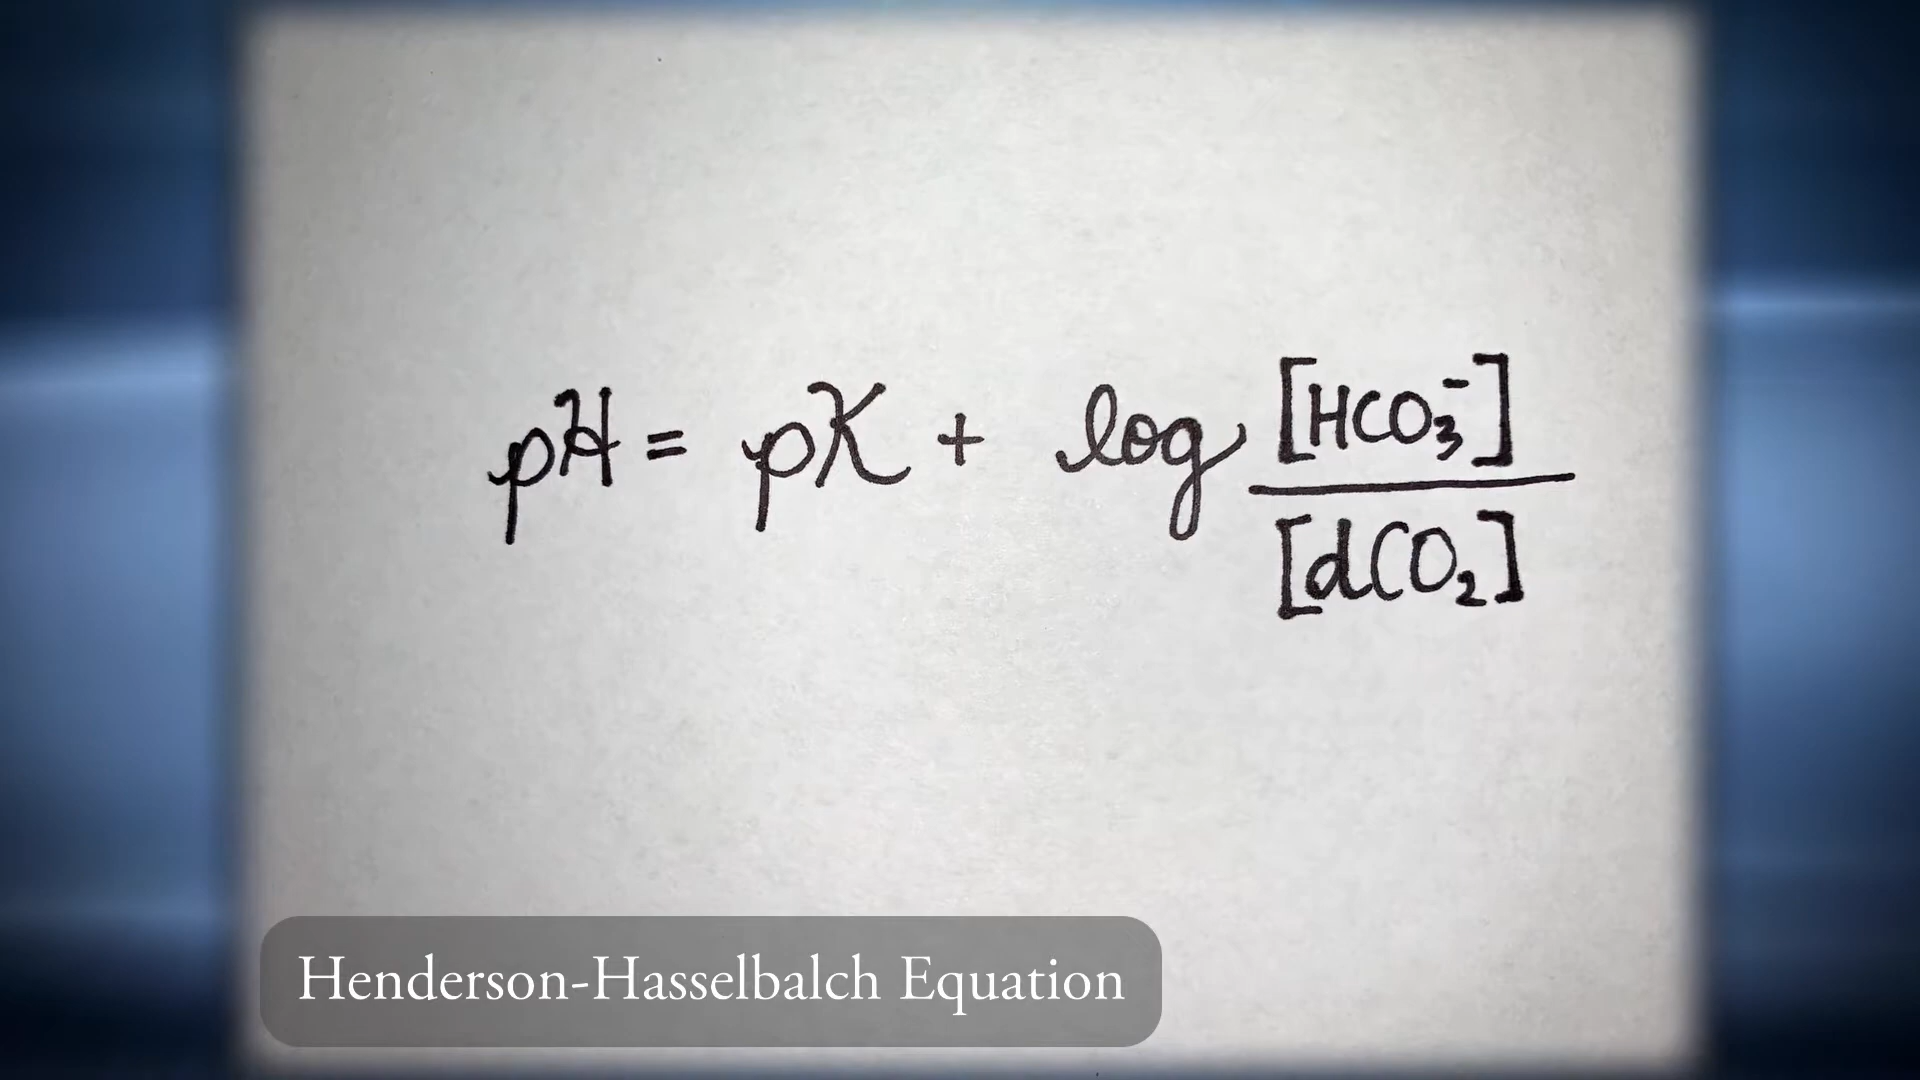 pH = pK + log [HCO₃⁻] / [dCO₂]
Henderson-Hasselbalch Equation